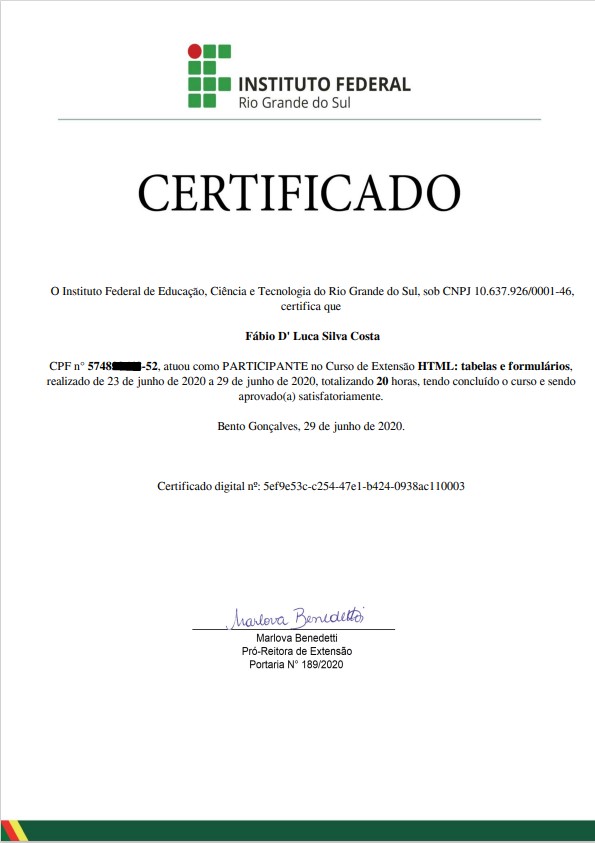 INSTITUTO FEDERAL
Rio Grande do Sul
CERTIFICADO
O Instituto Federal de Educação, Ciência e Tecnologia do Rio Grande do Sul, sob CNPJ 10.637.926/0001-46,
certifica que
Fábio D' Luca Silva Costa
CPF n° 5748 -52, atuou como PARTICIPANTE no Curso de Extensão HTML: tabelas e formulários,
realizado de 23 de junho de 2020 a 29 de junho de 2020, totalizando 20 horas, tendo concluído o curso e sendo
aprovado(a) satisfatoriamente.
Bento Gonçalves, 29 de junho de 2020.
Certificado digital nº: 5ef9e53c-c254-47e1-b424-0938ac110003
Marlova Benedetti
Marlova Benedetti
Pró-Reitora de Extensão
Portaria N° 189/2020